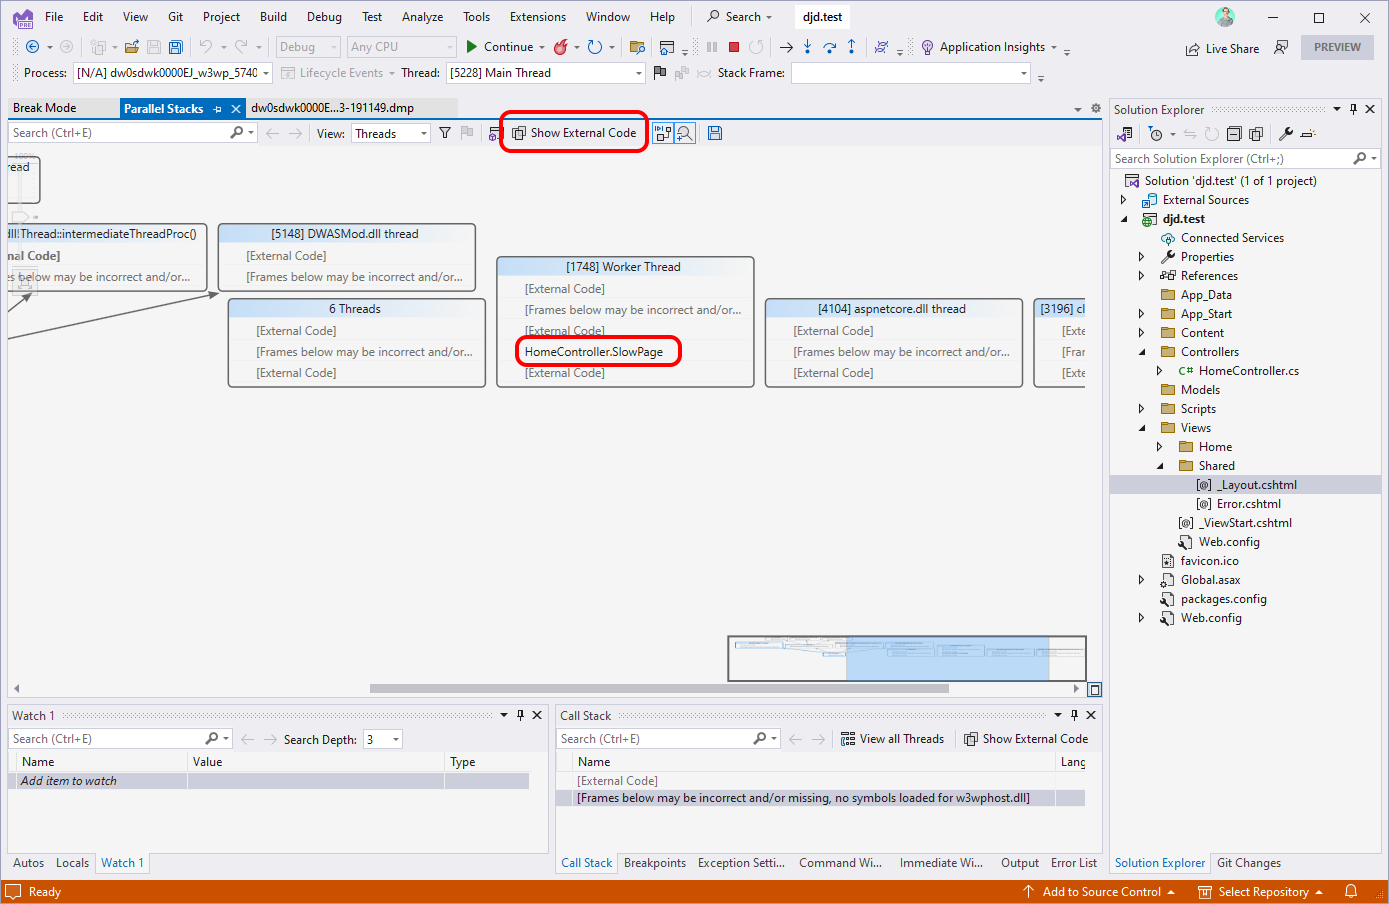 File Edit View Git Project Build Debug Test Analyze Tools Extensions Window Help Search djd.test
PRE
Debug Any CPU Continue Application Insights Live Share PREVIEW
Process: [N/A] dw0sdwk0000EJ_w3wp_5740 Lifecycle Events Thread: [5228] Main Thread Stack Frame:
Break Mode Parallel Stacks dw0sdwk0000E...3-191149.dmp
Search (Ctrl+E) View: Threads Show External Code
100%
read
dll!Thread::intermediateThreadProc()
nal Code]
es below may be incorrect and/or...
[5148] DWASMod.dll thread
[External Code]
[Frames below may be incorrect and/or...
6 Threads
[External Code]
[Frames below may be incorrect and/or...
[External Code]
[1748] Worker Thread
[External Code]
[Frames below may be incorrect and/or...
[External Code]
HomeController.SlowPage
[External Code]
[4104] aspnetcore.dll thread
[External Code]
[Frames below may be incorrect and/or...
[External Code]
[3196] cl
[Exte
[Fran
[Exte
Watch 1
Search (Ctrl+E) Search Depth: 3
Name Value Type
Add item to watch
Autos Locals Watch 1
Call Stack
Search (Ctrl+E) View all Threads Show External Code
Name Lang
[External Code]
[Frames below may be incorrect and/or missing, no symbols loaded for w3wphost.dll]
Call Stack Breakpoints Exception Setti... Command Wi... Immediate Wi... Output Error List
Solution Explorer
Search Solution Explorer (Ctrl+;)
Solution 'djd.test' (1 of 1 project)
External Sources
djd.test
Connected Services
Properties
References
App_Data
App_Start
Content
Controllers
C# HomeController.cs
Models
Scripts
Views
Home
Shared
[@] _Layout.cshtml
[@] Error.cshtml
[@] _ViewStart.cshtml
Web.config
favicon.ico
Global.asax
packages.config
Web.config
Solution Explorer Git Changes
Ready Add to Source Control Select Repository